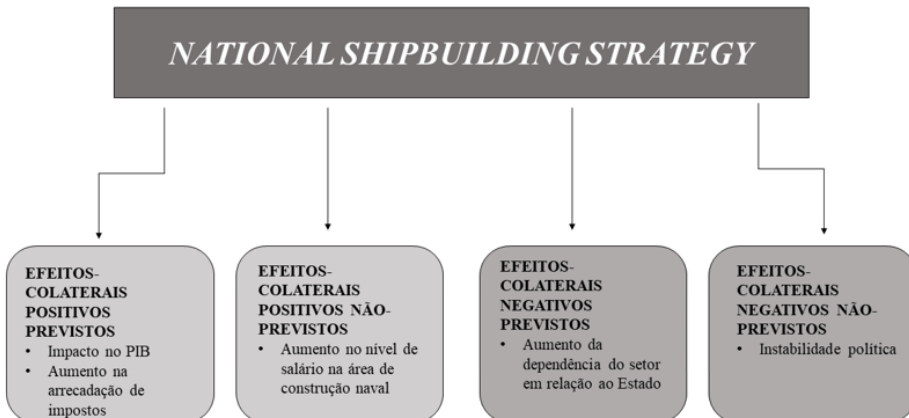 NATIONAL SHIPBUILDING STRATEGY
EFEITOS-
COLATERAIS
POSITIVOS
PREVISTOS
• Impacto no PIB
• Aumento na
arrecadação de
impostos
EFEITOS-
COLATERAIS
POSITIVOS NÃO-
PREVISTOS
• Aumento no nível de
salário na área de
construção naval
EFEITOS-
COLATERAIS
NEGATIVOS
PREVISTOS
• Aumento da
dependência do setor
em relação ao Estado
EFEITOS-
COLATERAIS
NEGATIVOS NÃO-
PREVISTOS
• Instabilidade política